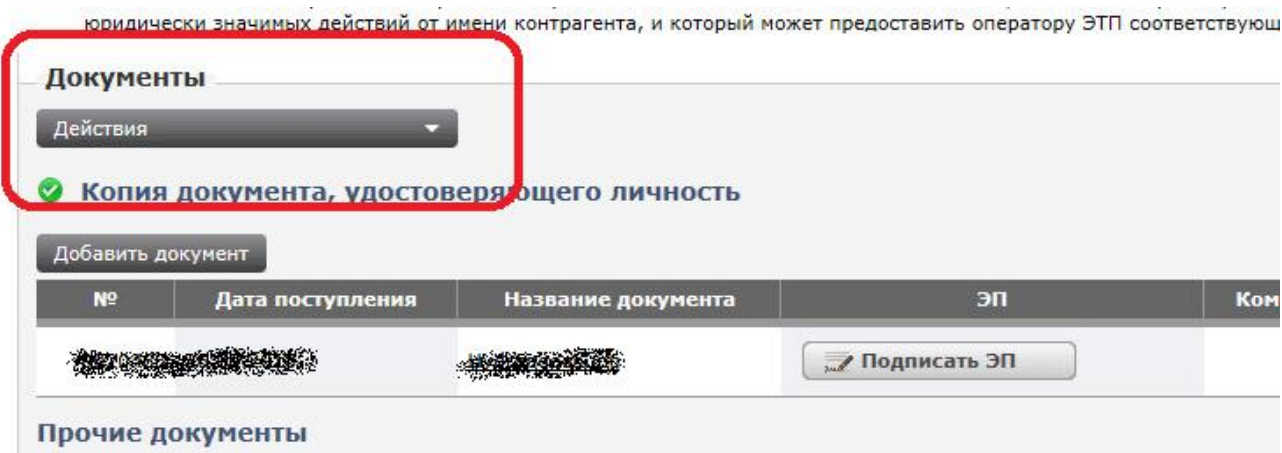 юридически значимых действий от имени контрагента, и который может предоставить оператору ЭТП соответствующ
Документы
Действия
Копия документа, удостоверяющего личность
Добавить документ
№ Дата поступления Название документа ЭП Ком
Подписать ЭП
Прочие документы